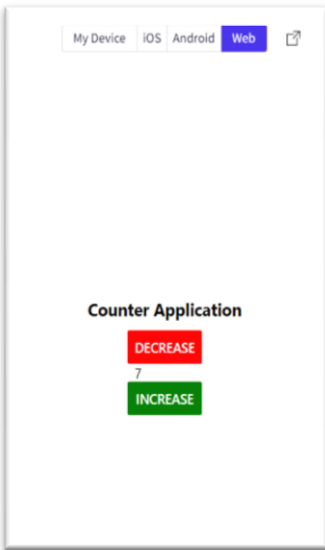 My Device iOS Android Web
Counter Application
DECREASE
7
INCREASE